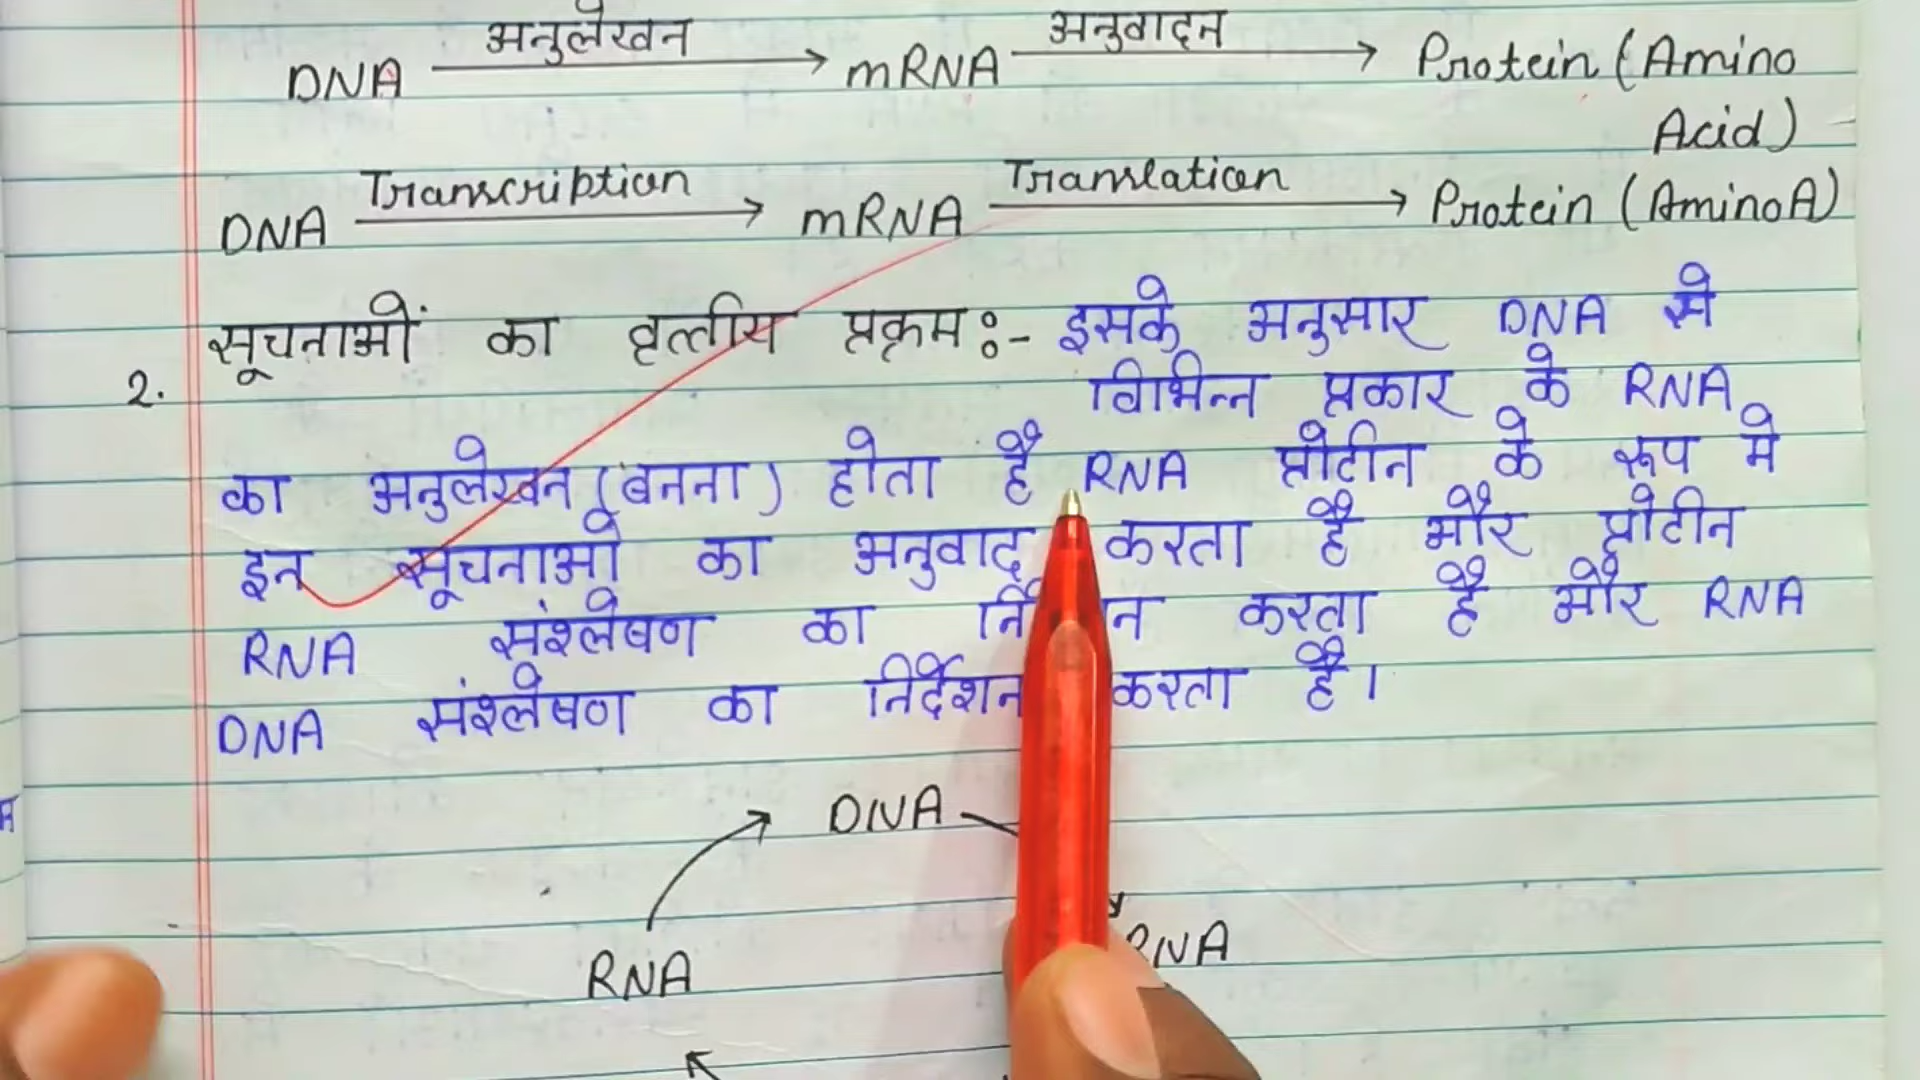 अनुलेखन अनुवादन
DNA → mRNA → Protein (Amino
Acid)
Transcription Translation
DNA → mRNA → Protein (AminoA)
सूचनाओं का वृत्तीय प्रक्रम:- इसके अनुसार DNA से
2. विभिन्न प्रकार के RNA
का अनुलेखन (बनना) होता है RNA प्रोटीन के रूप मे
इन सूचनाओ का अनुवाद करता है और प्रोटीन
RNA संश्लेषण का करता है और RNA
DNA संश्लेषण का निर्देशन करता है।
DNA
RNA RNA